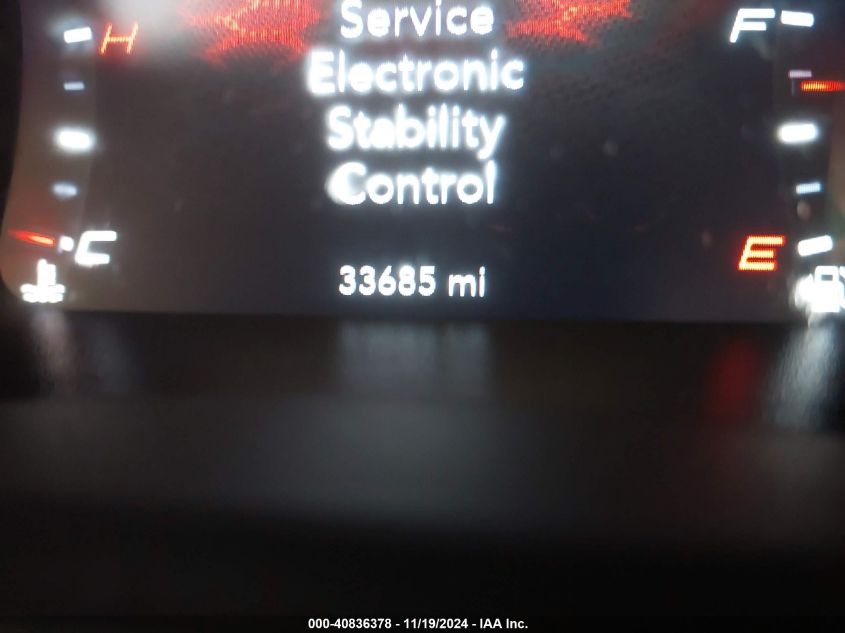 H
Service
F
Electronic
Stability
Control
C
E
33685 mi
000-40836378 - 11/19/2024 - IAA Inc.